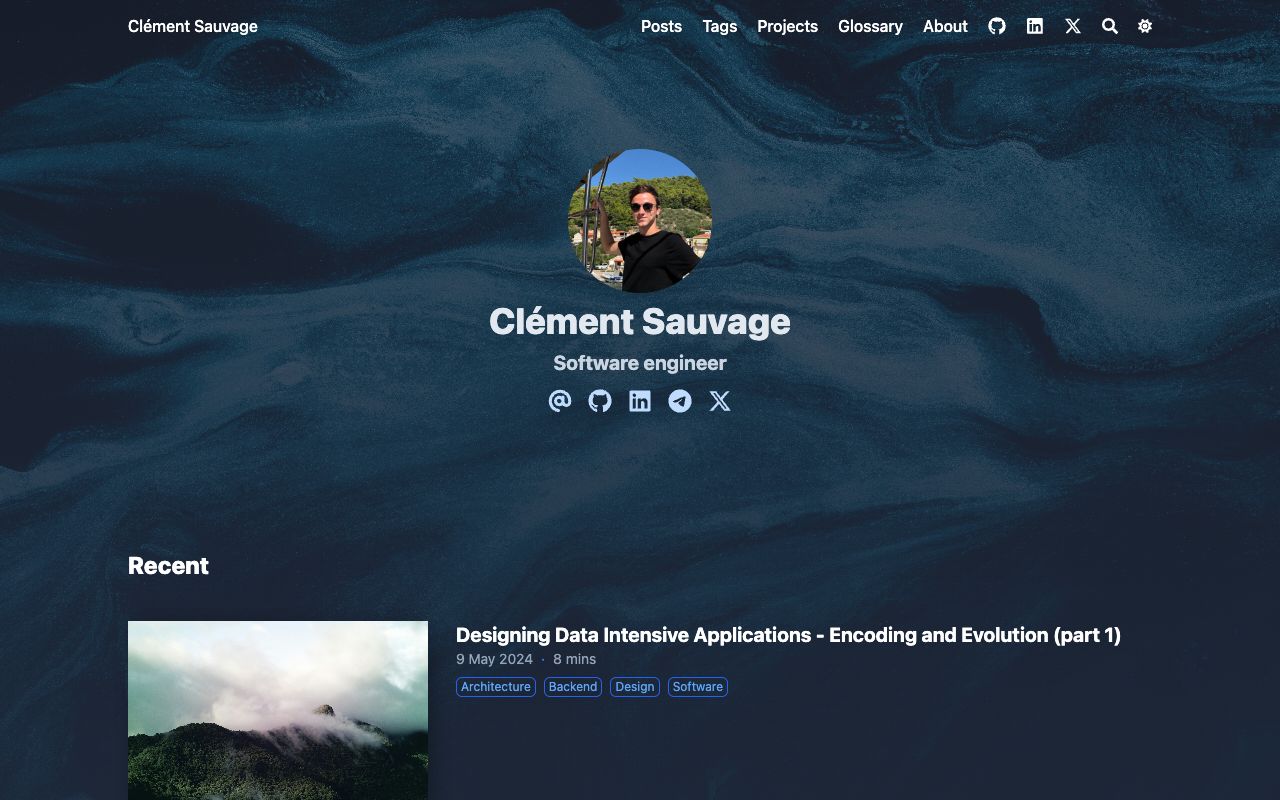 Clément Sauvage
Posts Tags Projects Glossary About
Clément Sauvage
Software engineer
Recent
Designing Data Intensive Applications - Encoding and Evolution (part 1)
9 May 2024 · 8 mins
Architecture Backend Design Software